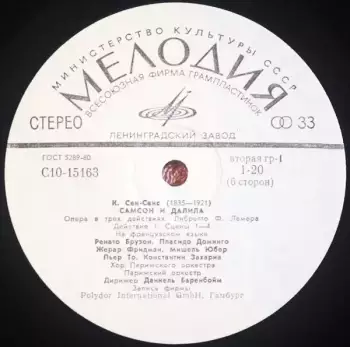 МИНИСТЕРСТВО КУЛЬТУРЫ СССР
МЕЛОДИЯ
ВСЕСОЮЗНАЯ ФИРМА ГРАМПЛАСТИНОК
СТЕРЕО
33
ЛЕНИНГРАДСКИЙ ЗАВОД
ГОСТ 5289-80
С10-15163
вторая гр-1
1-20
(6 сторон)
К. Сен-Санс (1835—1921)
САМСОН И ДАЛИЛА
Опера в трех действиях. Либретто Ф. Лемера
Действие I: Сцены 1—4
На французском языке
Ренато Брузон, Пласидо Доминго
Жерар Фридман, Мишель Юбер
Пьер То, Константин Захариа
Хор Парижского оркестра
Парижский оркестр
Дирижер Даниель Баренбойм
Запись фирмы
Polydor International GmbH, Гамбург